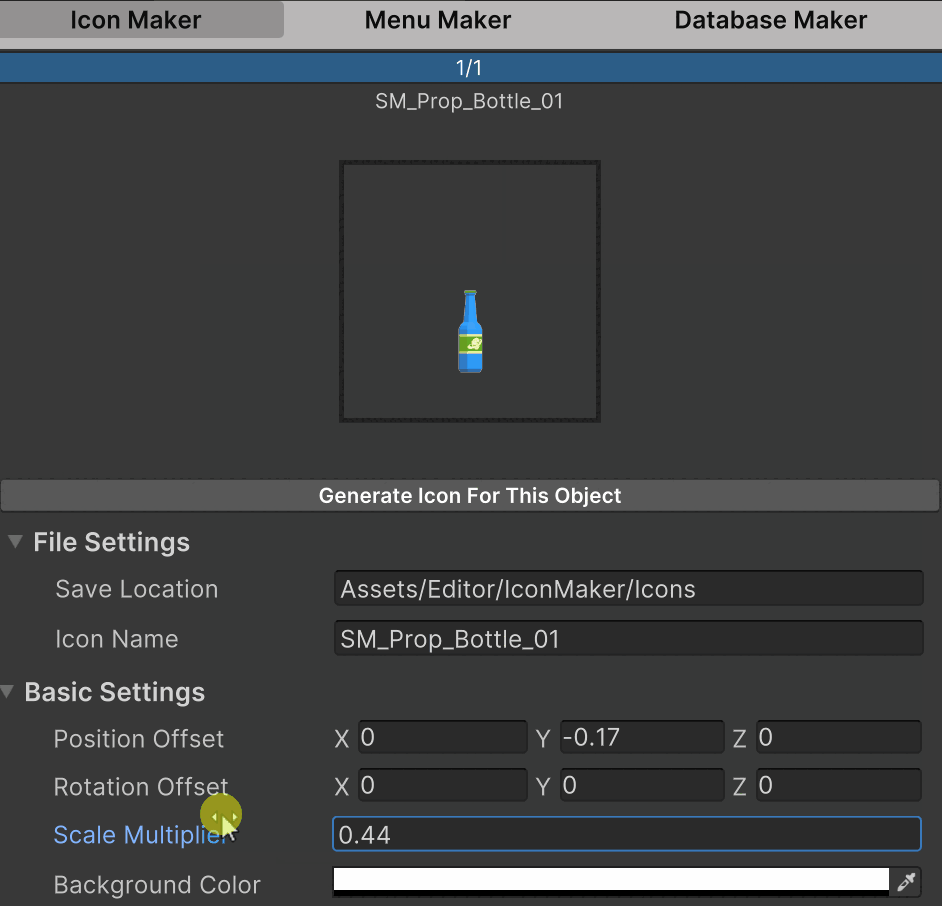 Icon Maker Menu Maker Database Maker
1/1
SM_Prop_Bottle_01
Generate Icon For This Object
File Settings
Save Location Assets/Editor/IconMaker/Icons
Icon Name SM_Prop_Bottle_01
Basic Settings
Position Offset X 0 Y -0.17 Z 0
Rotation Offset X 0 Y 0 Z 0
Scale Multiplier 0.44
Background Color